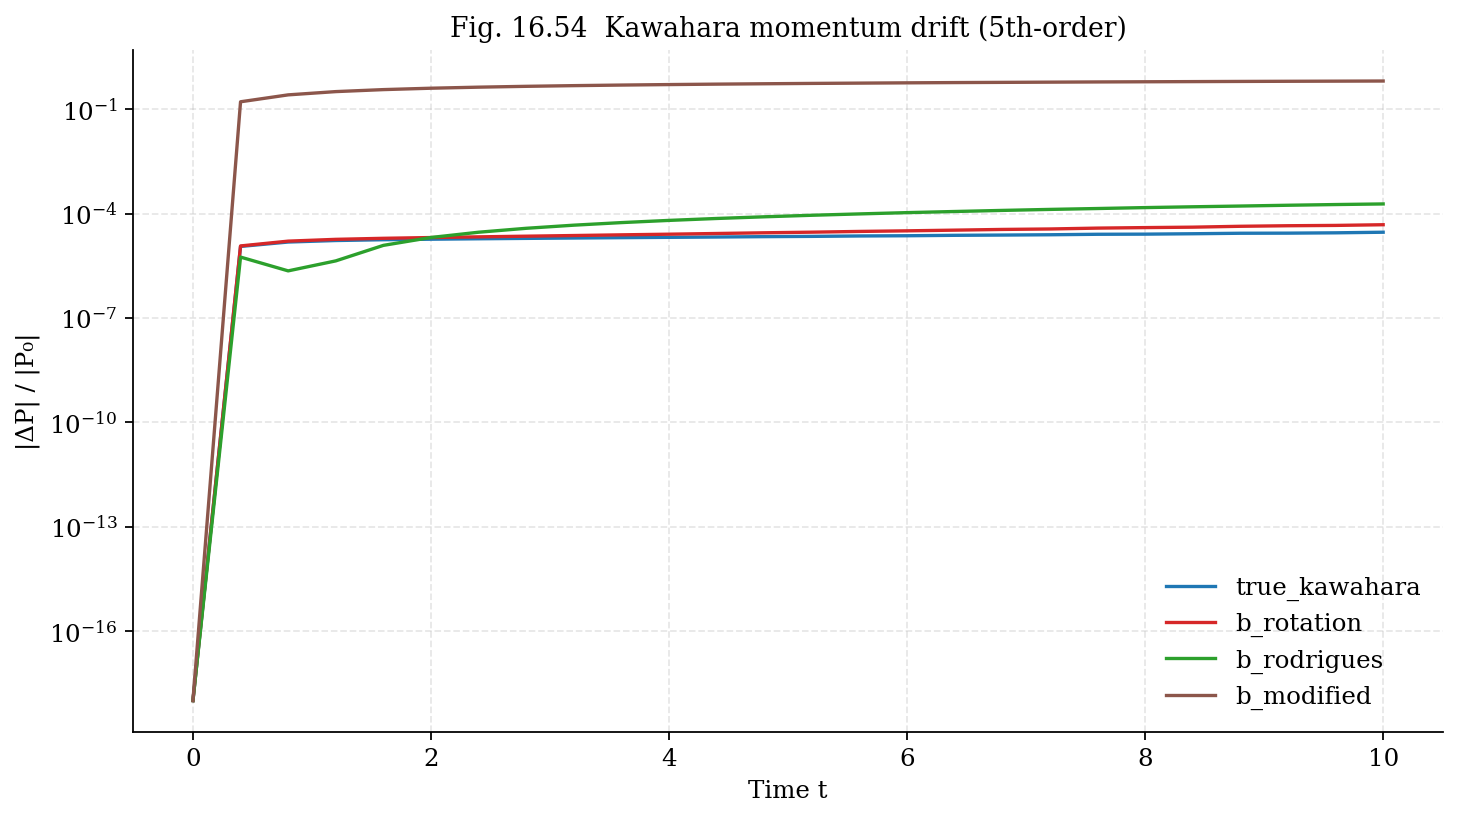 Fig. 16.54  Kawahara momentum drift (5th-order)
10⁻¹
10⁻⁴
10⁻⁷
10⁻¹⁰
10⁻¹³
10⁻¹⁶
|ΔP| / |P₀|
true_kawahara
b_rotation
b_rodrigues
b_modified
0 2 4 6 8 10
Time t